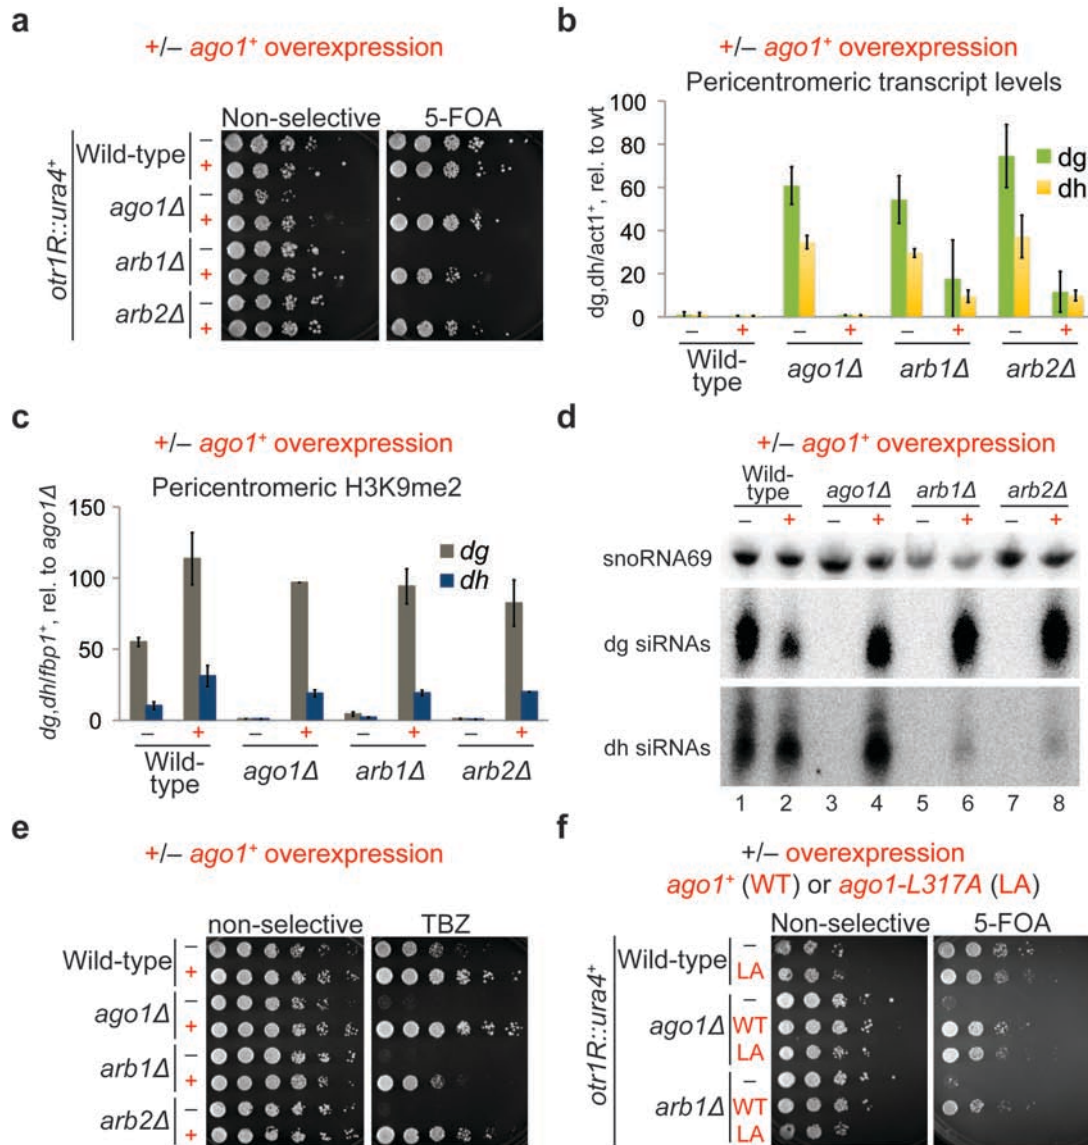 a
+/– ago1⁺ overexpression
Non-selective 5-FOA
otr1R::ura4⁺
Wild-type – +
ago1Δ – +
arb1Δ – +
arb2Δ – +
b
+/– ago1⁺ overexpression
Pericentromeric transcript levels
dg,dh/act1⁺, rel. to wt
100
80
60
40
20
0
dg
dh
– + – + – + – +
Wild-type ago1Δ arb1Δ arb2Δ
c
+/– ago1⁺ overexpression
Pericentromeric H3K9me2
dg,dh/fbp1⁺, rel. to ago1Δ
150
100
50
0
dg
dh
– + – + – + – +
Wild-type ago1Δ arb1Δ arb2Δ
d
+/– ago1⁺ overexpression
Wild-type ago1Δ arb1Δ arb2Δ
– + – + – + – +
snoRNA69
dg siRNAs
dh siRNAs
1 2 3 4 5 6 7 8
e
+/– ago1⁺ overexpression
non-selective TBZ
Wild-type – +
ago1Δ – +
arb1Δ – +
arb2Δ – +
f
+/– overexpression
ago1⁺ (WT) or ago1-L317A (LA)
Non-selective 5-FOA
otr1R::ura4⁺
Wild-type – LA
ago1Δ – WT LA
arb1Δ – WT LA